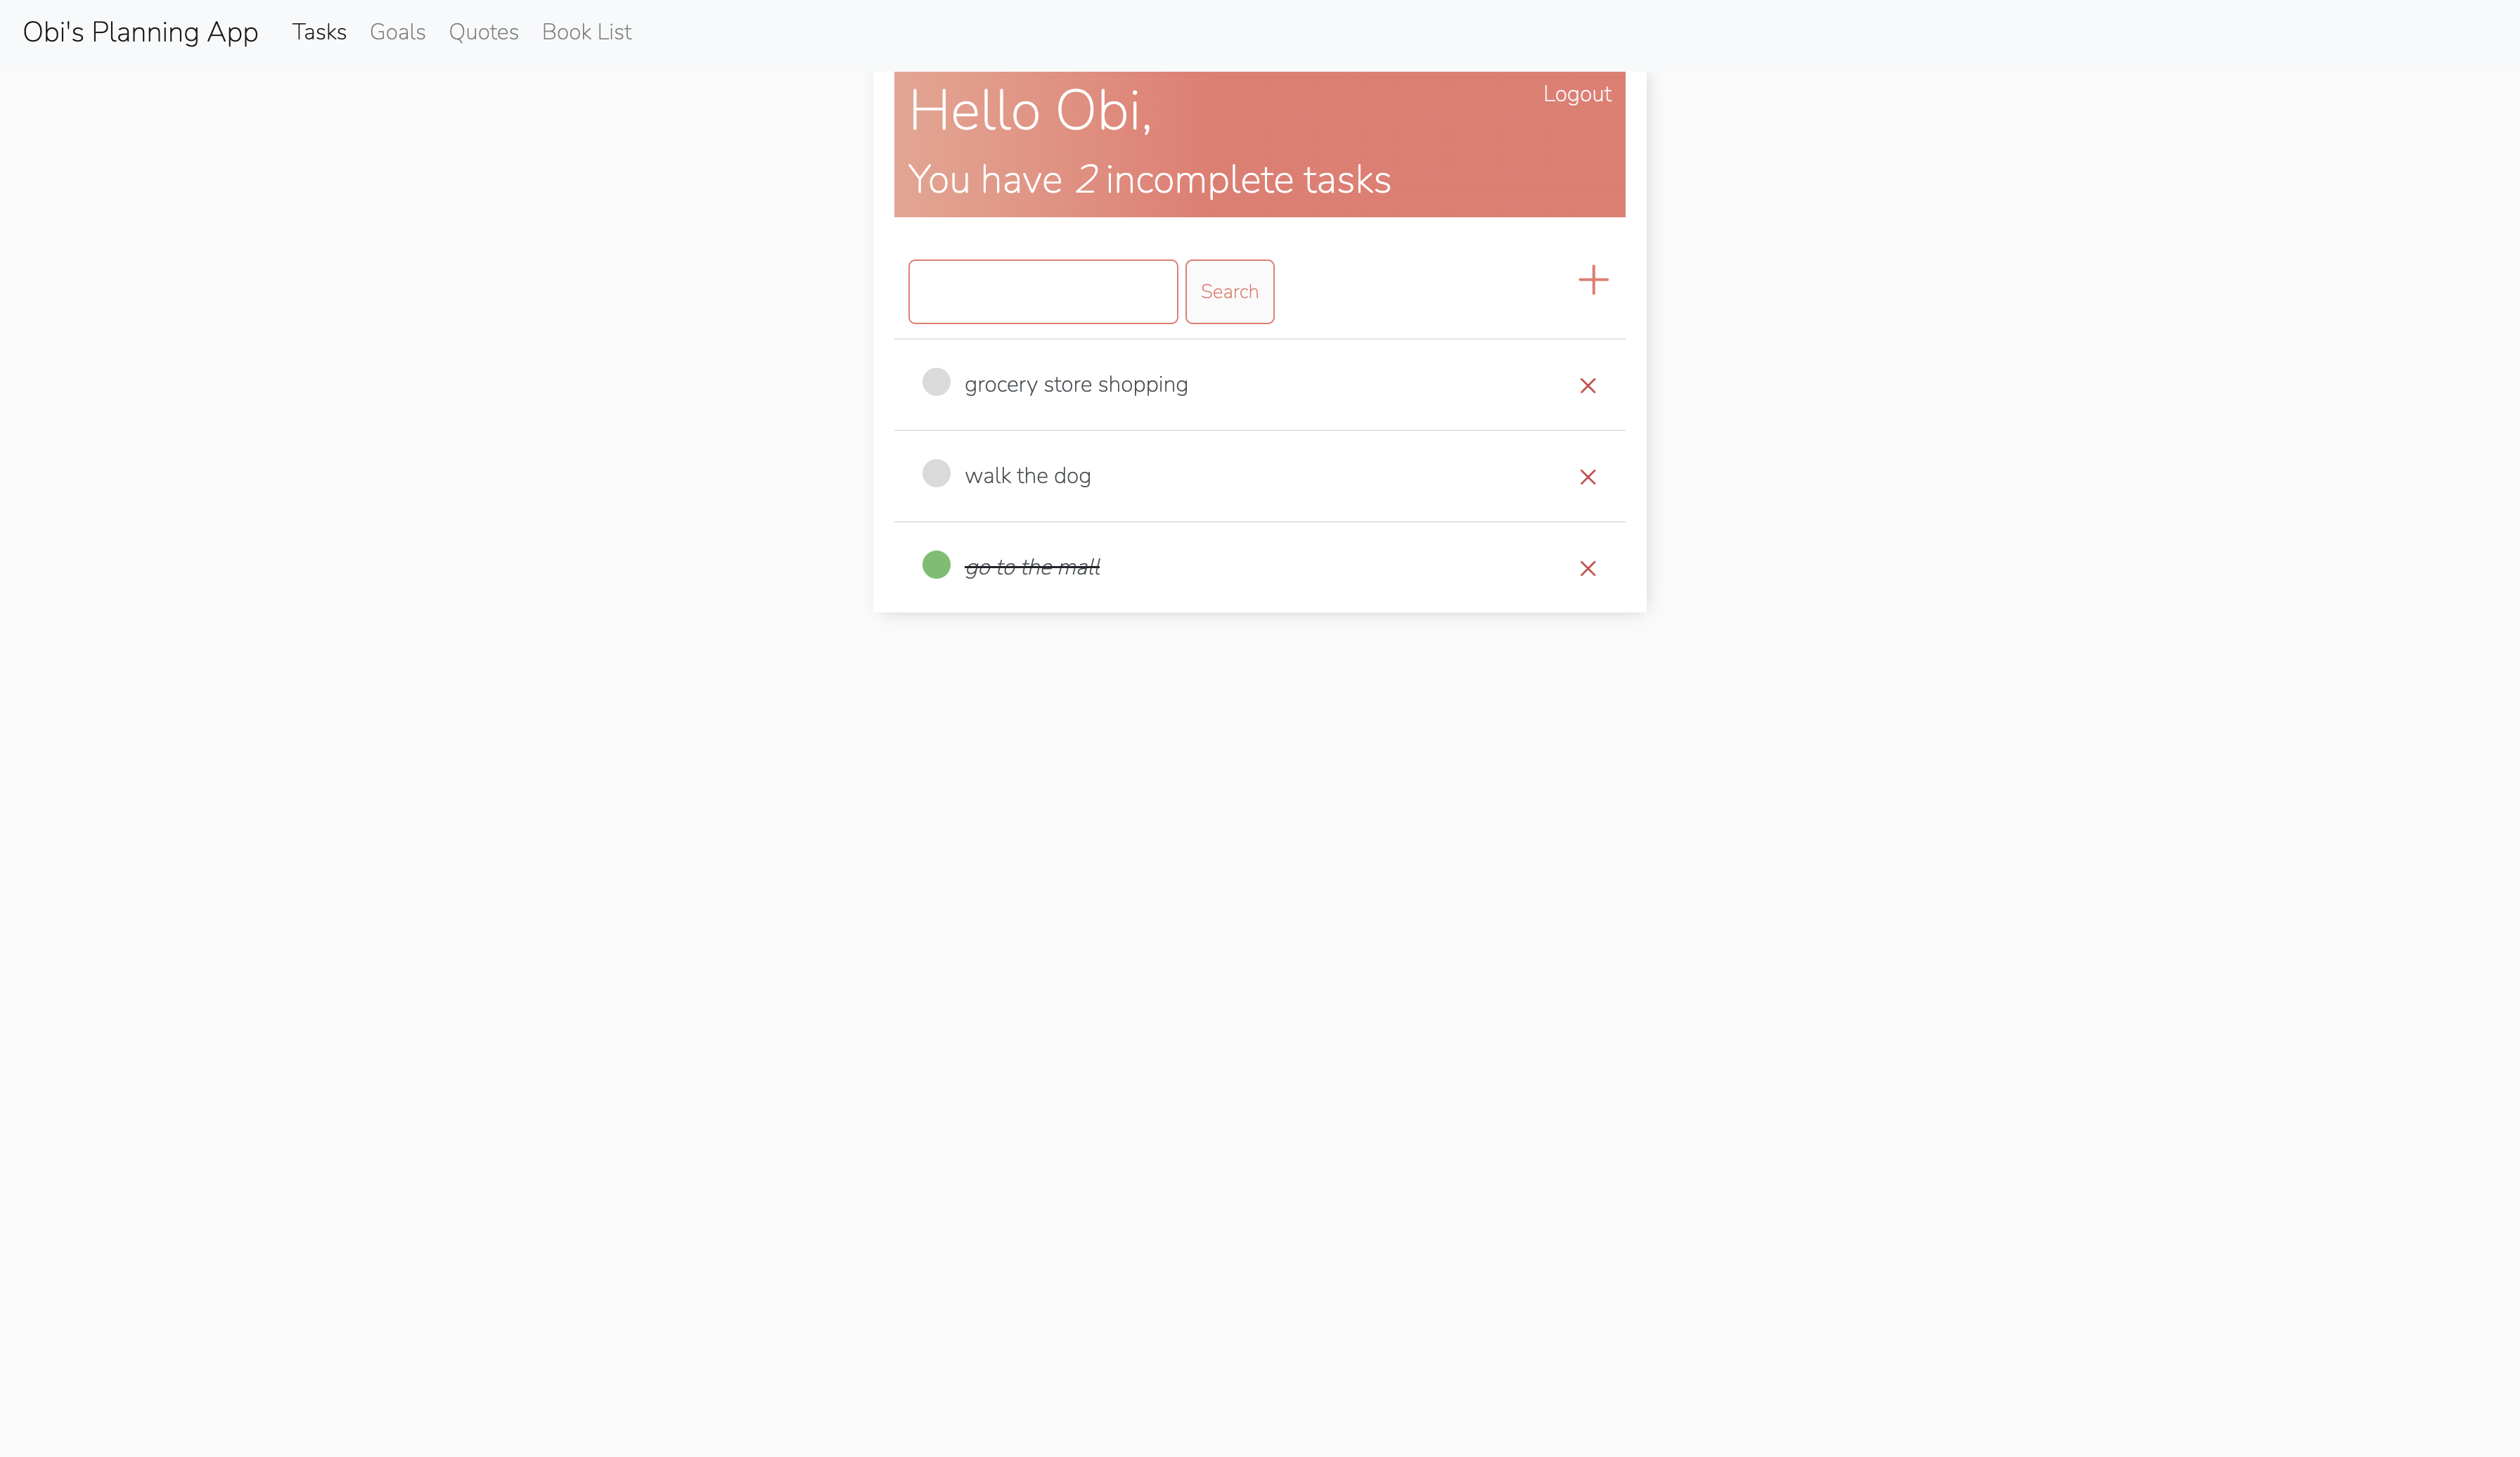 Obi's Planning App Tasks Goals Quotes Book List
Hello Obi,
Logout
You have 2 incomplete tasks
Search
grocery store shopping
walk the dog
go to the mall